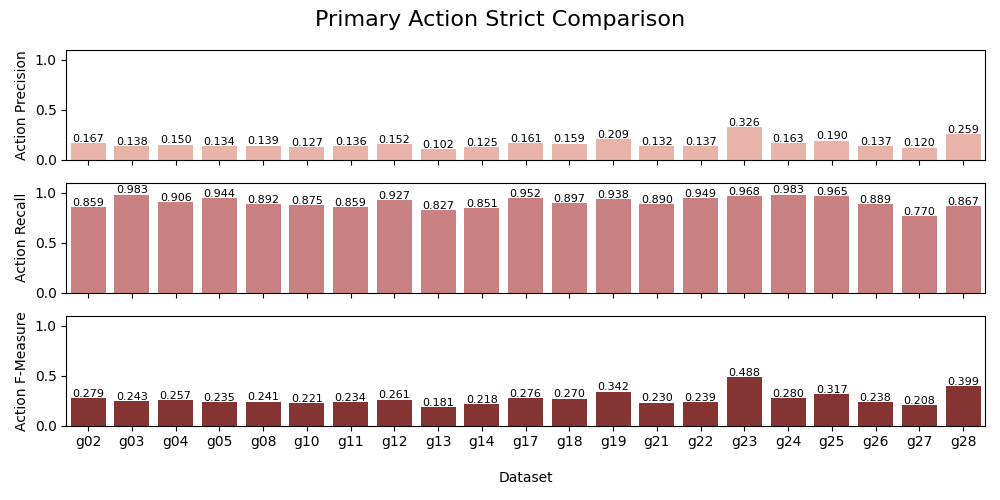 Primary Action Strict Comparison
Action Precision
1.0
0.5
0.0
0.167 0.138 0.150 0.134 0.139 0.127 0.136 0.152 0.102 0.125 0.161 0.159 0.209 0.132 0.137 0.326 0.163 0.190 0.137 0.120 0.259
Action Recall
1.0
0.5
0.0
0.859 0.983 0.906 0.944 0.892 0.875 0.859 0.927 0.827 0.851 0.952 0.897 0.938 0.890 0.949 0.968 0.983 0.965 0.889 0.770 0.867
Action F-Measure
1.0
0.5
0.0
0.279 0.243 0.257 0.235 0.241 0.221 0.234 0.261 0.181 0.218 0.276 0.270 0.342 0.230 0.239 0.488 0.280 0.317 0.238 0.208 0.399
g02 g03 g04 g05 g08 g10 g11 g12 g13 g14 g17 g18 g19 g21 g22 g23 g24 g25 g26 g27 g28
Dataset